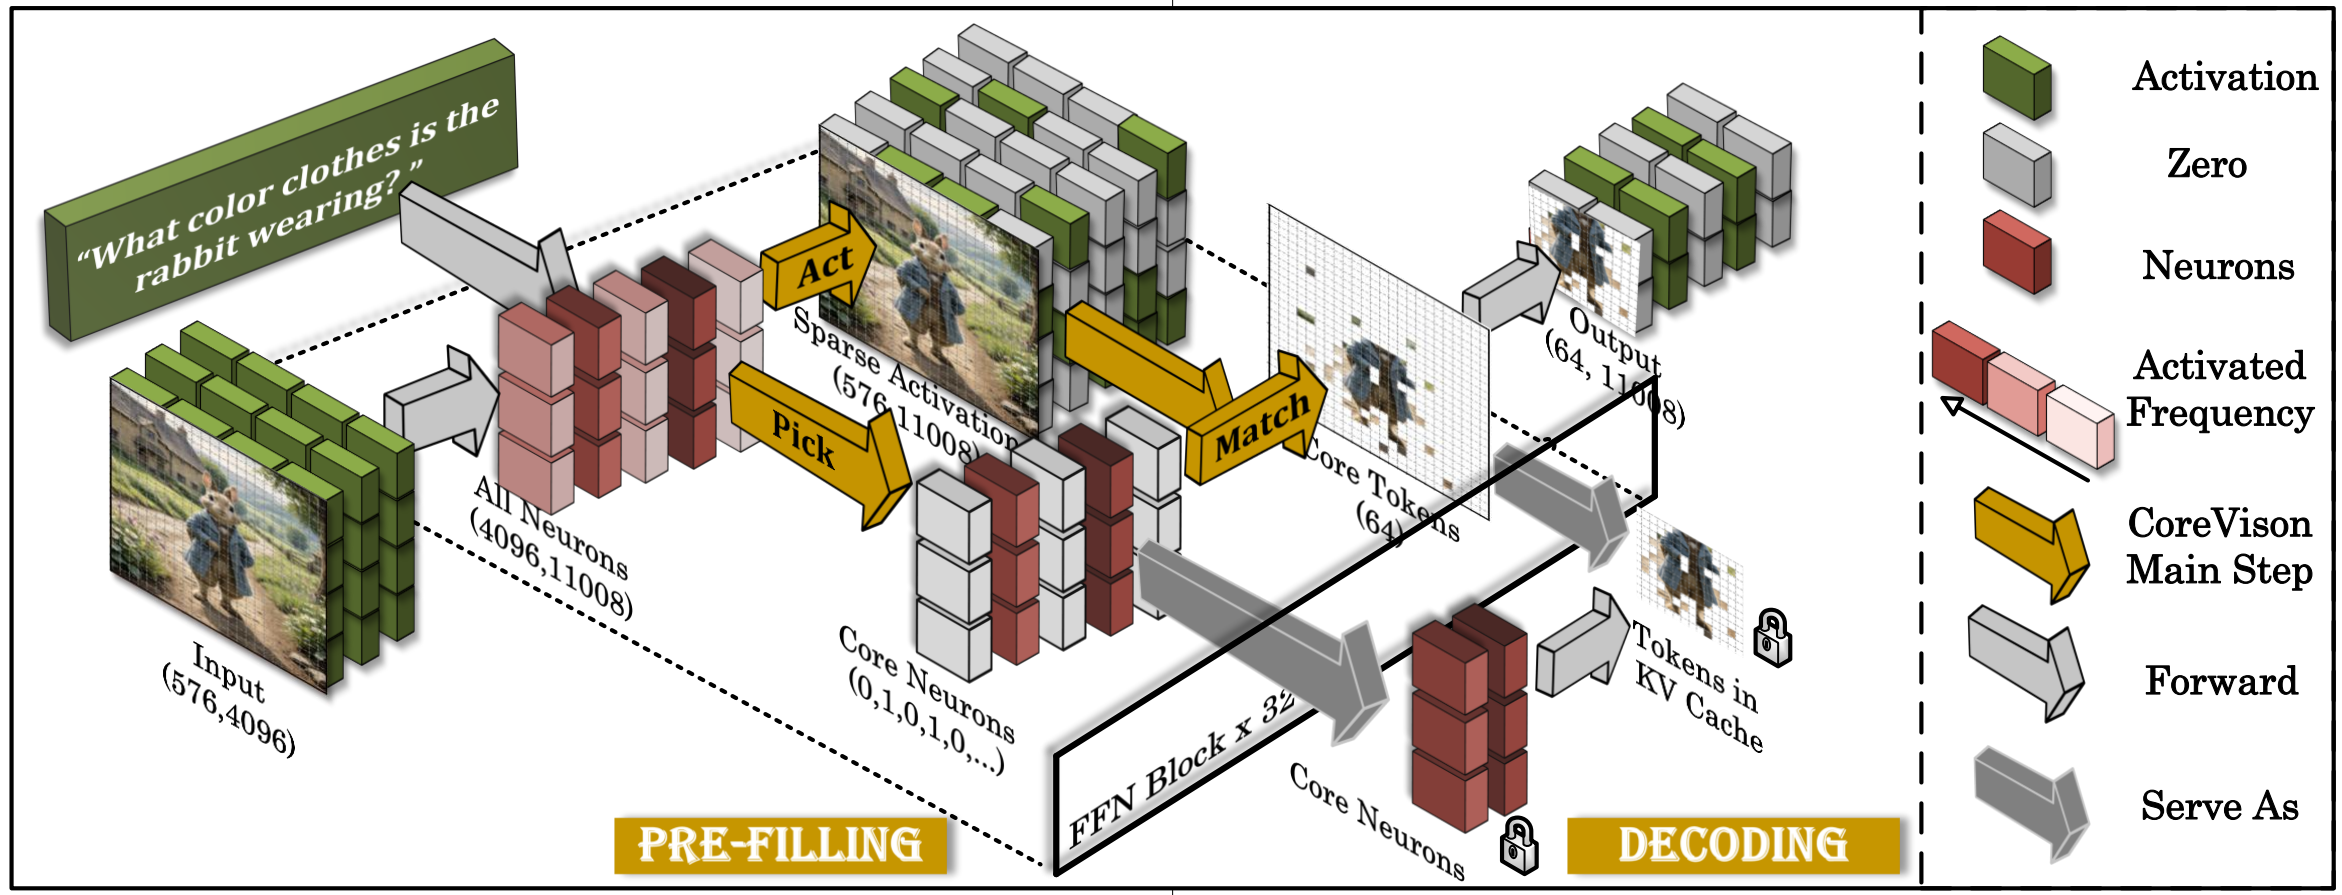 “What color clothes is the
rabbit wearing? ”
Input
(576,4096)
All Neurons
(4096,11008)
Act
Sparse Activation
(576,11008)
Pick
Core Neurons
(0,1,0,1,0,...)
Match
Core Tokens
(64)
Output
(64, 11008)
FFN Block x 32
Core Neurons
Tokens in
KV Cache
PRE-FILLING
DECODING
Activation
Zero
Neurons
Activated
Frequency
CoreVison
Main Step
Forward
Serve As